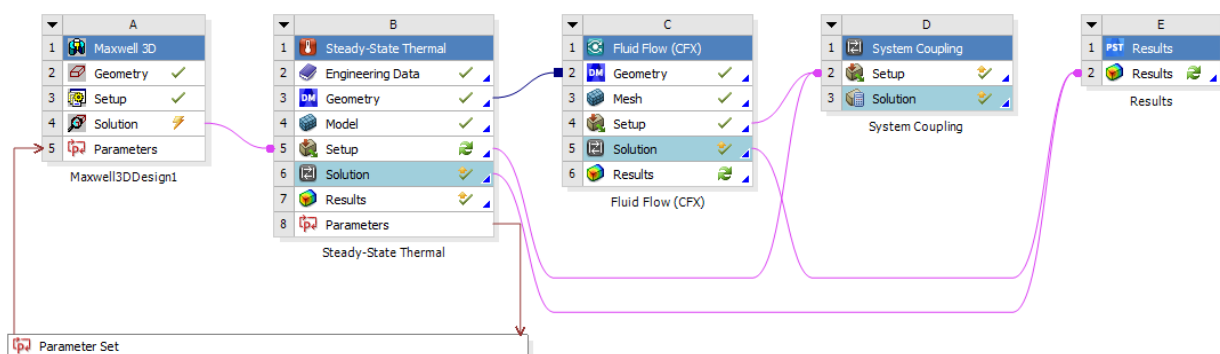 A
1 Maxwell 3D
2 Geometry
3 Setup
4 Solution
5 Parameters
Maxwell3DDesign1
B
1 Steady-State Thermal
2 Engineering Data
3 DM Geometry
4 Model
5 Setup
6 Solution
7 Results
8 Parameters
Steady-State Thermal
C
1 Fluid Flow (CFX)
2 DM Geometry
3 Mesh
4 Setup
5 Solution
6 Results
Fluid Flow (CFX)
D
1 System Coupling
2 Setup
3 Solution
System Coupling
E
1 PST Results
2 Results
Results
Parameter Set